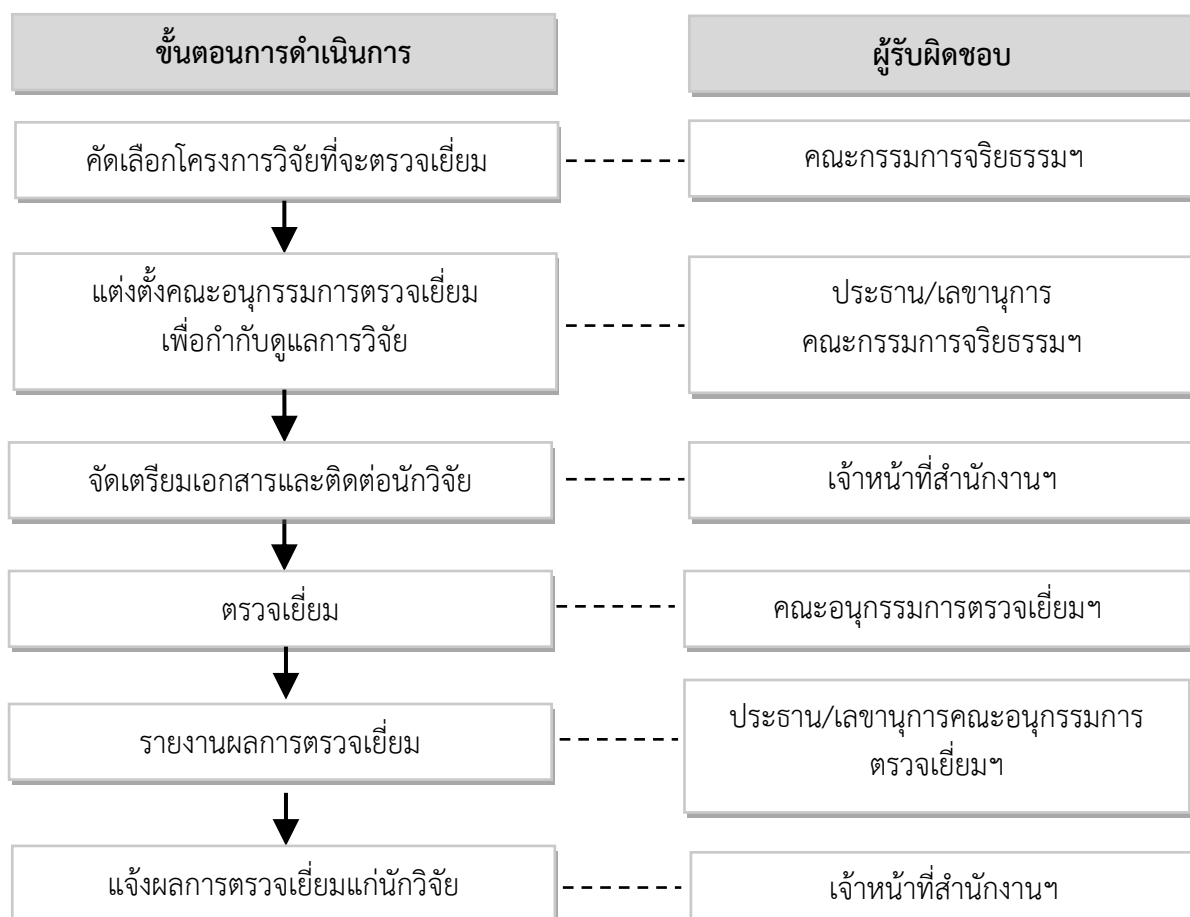 ขั้นตอนการดำเนินการ
ผู้รับผิดชอบ
คัดเลือกโครงการวิจัยที่จะตรวจเยี่ยม
คณะกรรมการจริยธรรมฯ
แต่งตั้งคณะอนุกรรมการตรวจเยี่ยม
เพื่อกำกับดูแลการวิจัย
ประธาน/เลขานุการ
คณะกรรมการจริยธรรมฯ
จัดเตรียมเอกสารและติดต่อนักวิจัย
เจ้าหน้าที่สำนักงานฯ
ตรวจเยี่ยม
คณะอนุกรรมการตรวจเยี่ยมฯ
รายงานผลการตรวจเยี่ยม
ประธาน/เลขานุการคณะอนุกรรมการ
ตรวจเยี่ยมฯ
แจ้งผลการตรวจเยี่ยมแก่นักวิจัย
เจ้าหน้าที่สำนักงานฯ